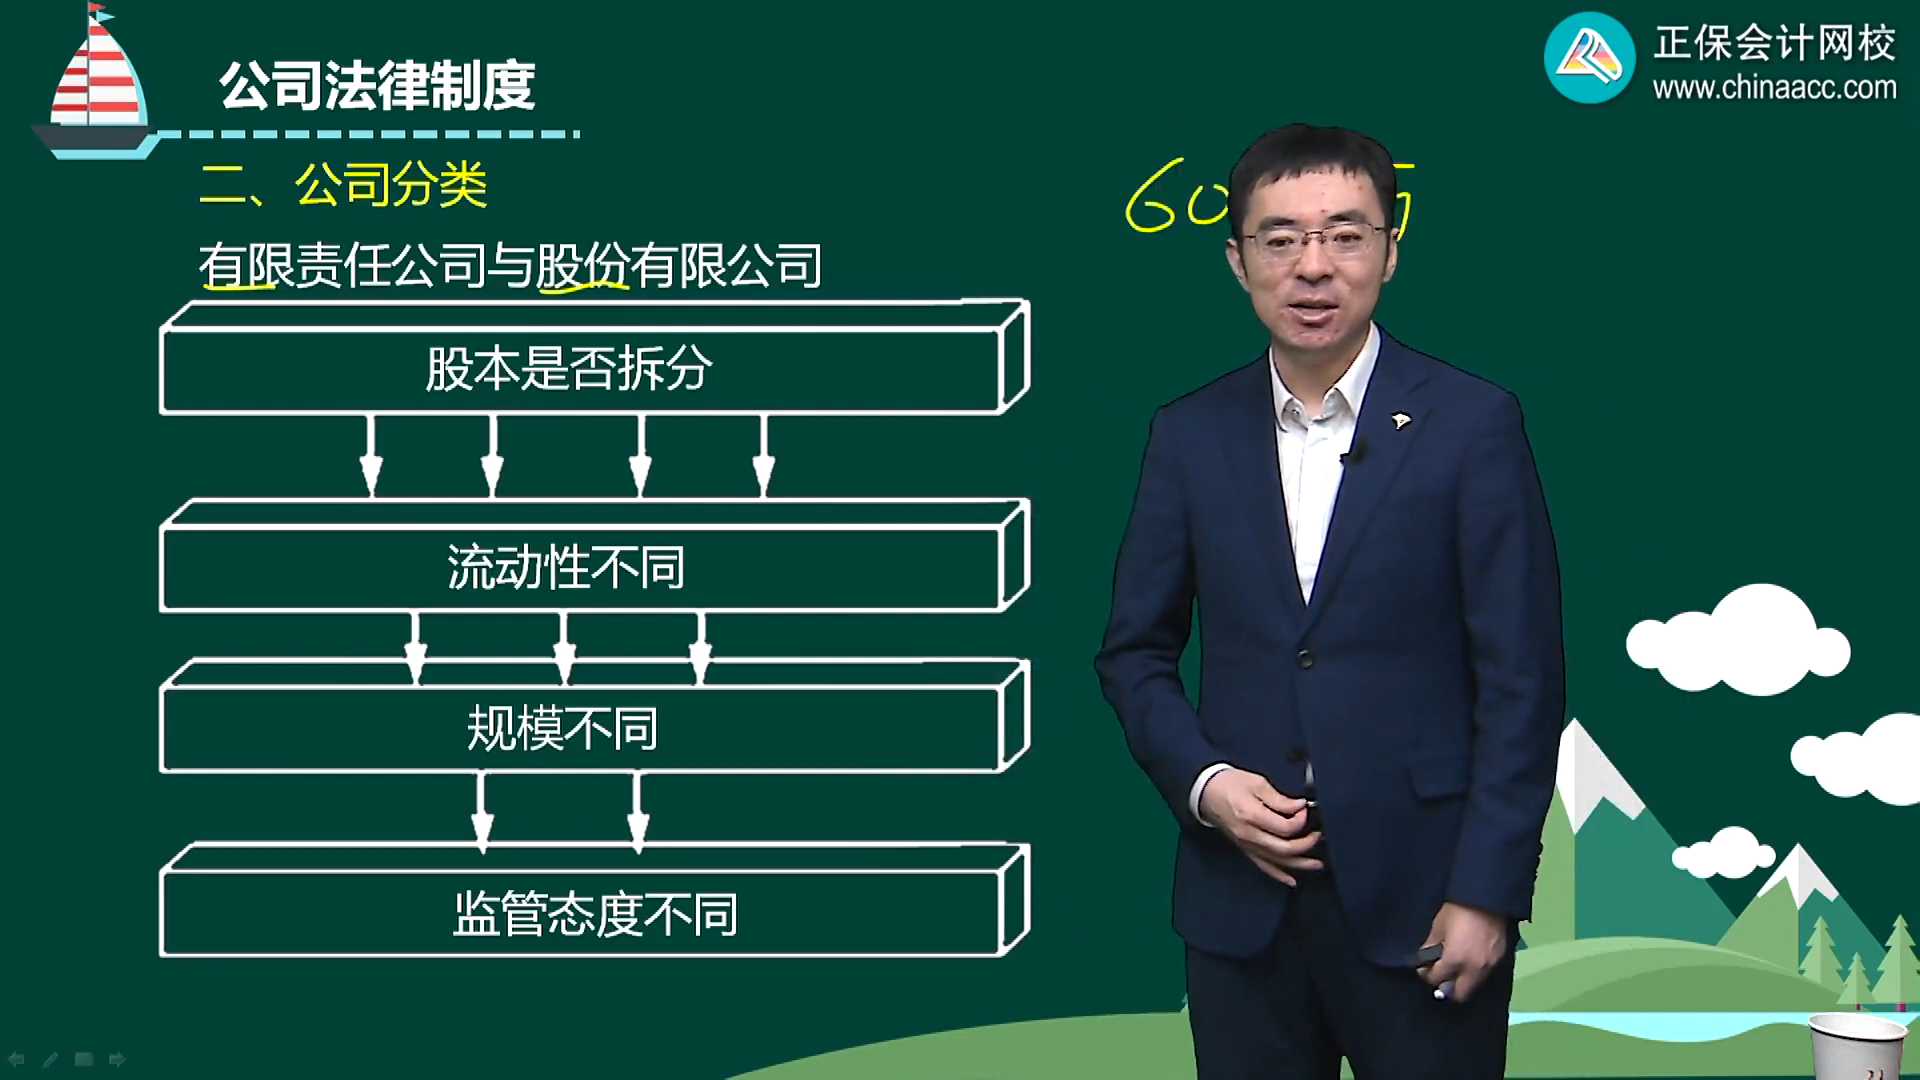 正保会计网校
www.chinaacc.com
公司法律制度
二、公司分类
60
有限责任公司与股份有限公司
股本是否拆分
流动性不同
规模不同
监管态度不同